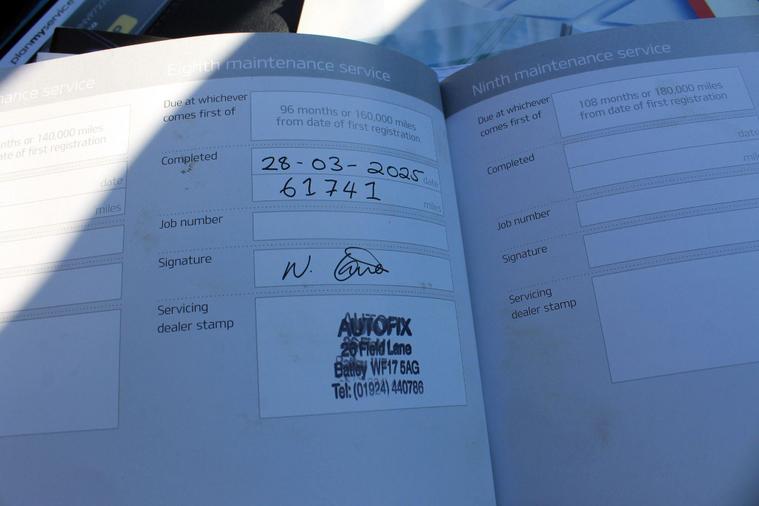 planmyservice
nance service
or 140,000 miles
ate of first registration
date
miles
Eighth maintenance service
Due at whichever
comes first of
96 months or 160,000 miles
from date of first registration
Completed
28-03-2025 date
61741 miles
Job number
Signature
N.
Servicing
dealer stamp
AUTOFIX
26 Field Lane
Batley WF17 5AG
Tel: (01924) 440786
Ninth maintenance service
Due at whichever
comes first of
108 months or 180,000 miles
from date of first registration
Completed
date
mil
Job number
Signature
Servicing
dealer stamp